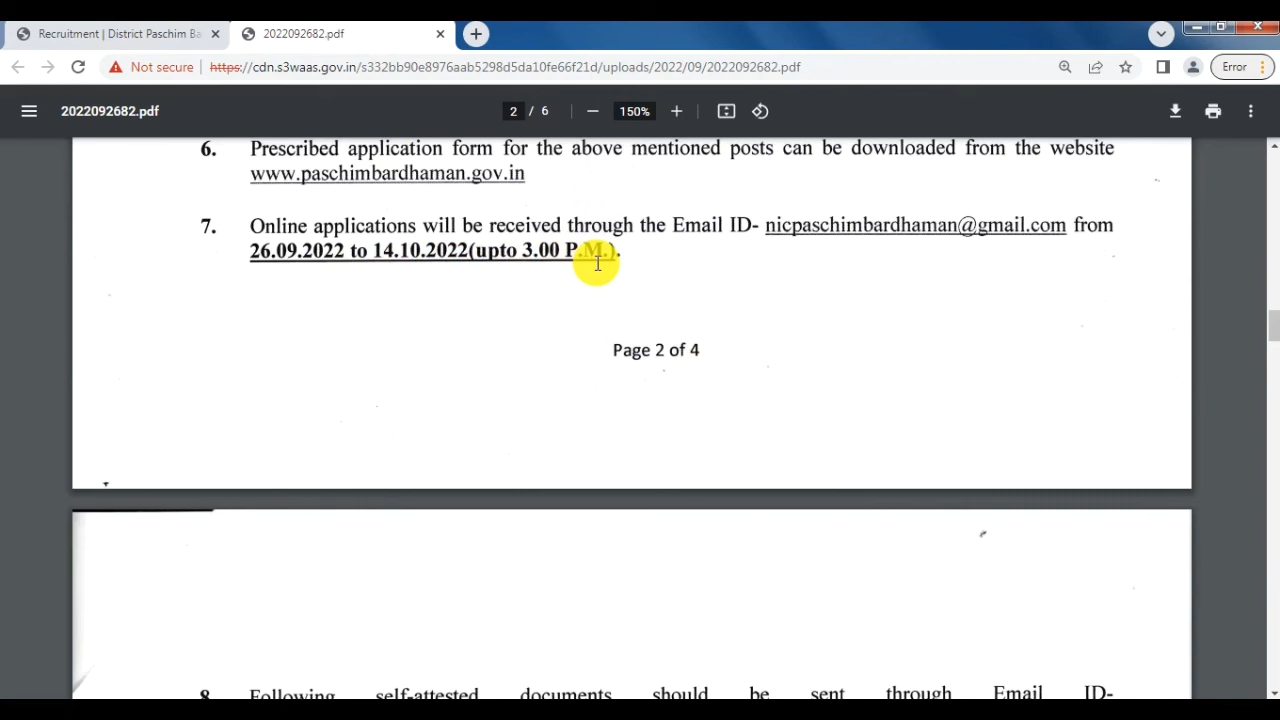 Recruitment | District Paschim Ba
2022092682.pdf
Not secure
https://cdn.s3waas.gov.in/s332bb90e8976aab5298d5da10fe66f21d/uploads/2022/09/2022092682.pdf
Error
2022092682.pdf
2 / 6
150%
6. Prescribed application form for the above mentioned posts can be downloaded from the website
www.paschimbardhaman.gov.in
7. Online applications will be received through the Email ID- nicpaschimbardhaman@gmail.com from
26.09.2022 to 14.10.2022(upto 3.00 P.M.).
Page 2 of 4
8. Following self-attested documents should be sent through Email ID-